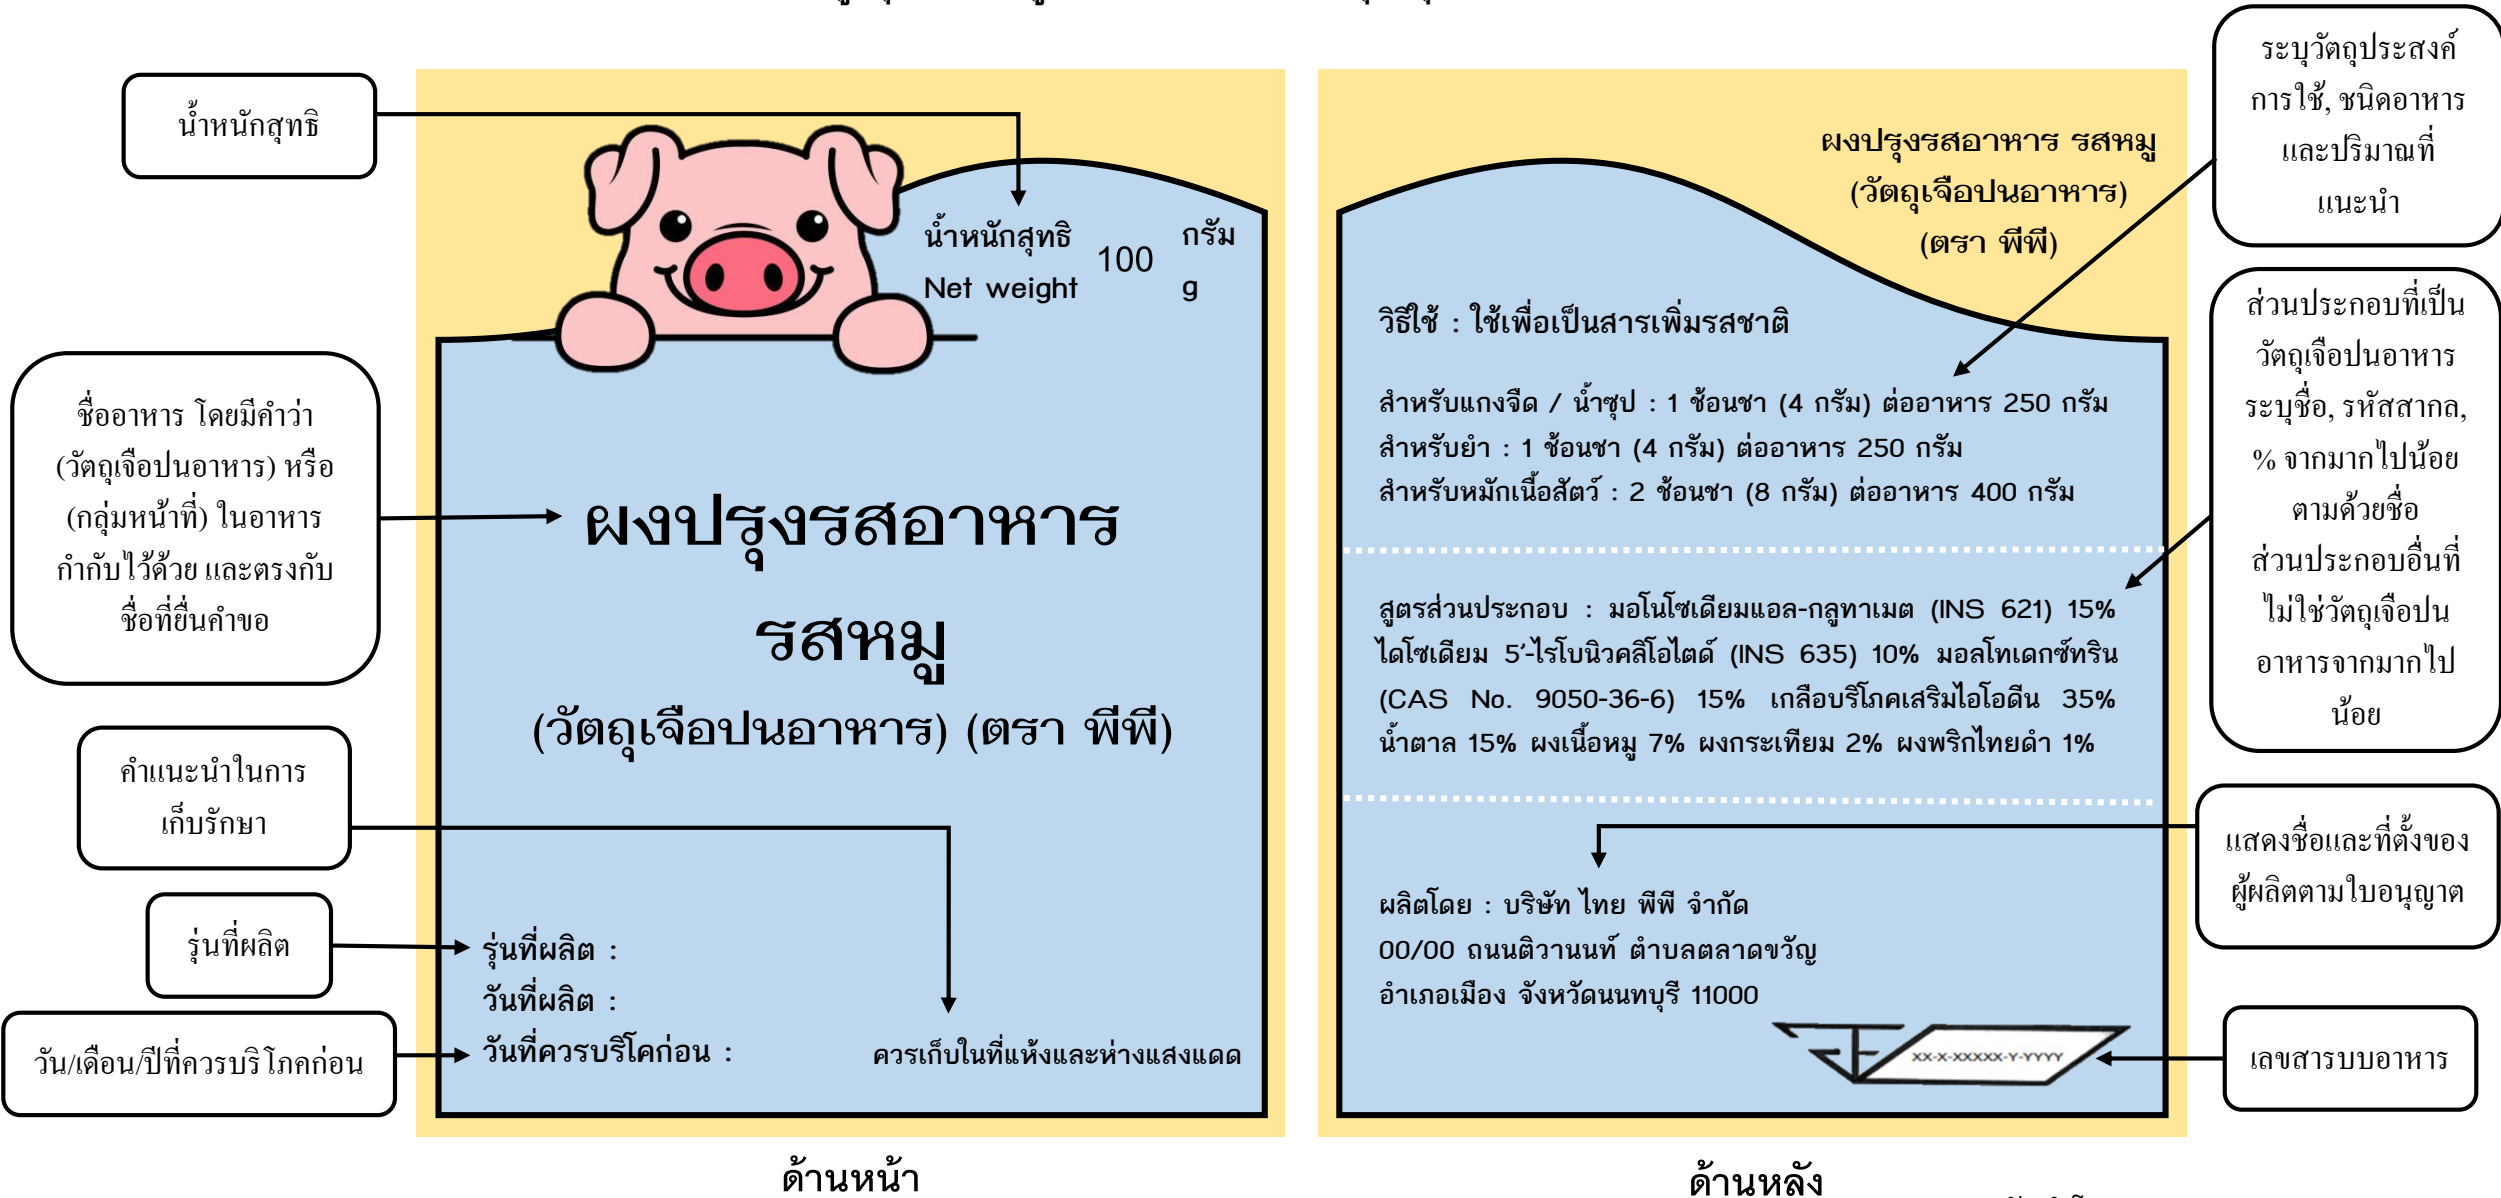 น้ำหนักสุทธิ
ชื่ออาหาร โดยมีคำว่า
(วัตถุเจือปนอาหาร) หรือ
(กลุ่มหน้าที่) ในอาหาร
กำกับไว้ด้วย และตรงกับ
ชื่อที่ยื่นคำขอ
คำแนะนำในการ
เก็บรักษา
รุ่นที่ผลิต
วัน/เดือน/ปีที่ควรบริโภคก่อน
น้ำหนักสุทธิ 100 กรัม
Net weight g
ผงปรุงรสอาหาร
รสหมู
(วัตถุเจือปนอาหาร) (ตรา พีพี)
รุ่นที่ผลิต :
วันที่ผลิต :
วันที่ควรบริโคก่อน :
ควรเก็บในที่แห้งและห่างแสงแดด
ด้านหน้า
ผงปรุงรสอาหาร รสหมู
(วัตถุเจือปนอาหาร)
(ตรา พีพี)
วิธีใช้ : ใช้เพื่อเป็นสารเพิ่มรสชาติ
สำหรับแกงจืด / น้ำซุป : 1 ช้อนชา (4 กรัม) ต่ออาหาร 250 กรัม
สำหรับยำ : 1 ช้อนชา (4 กรัม) ต่ออาหาร 250 กรัม
สำหรับหมักเนื้อสัตว์ : 2 ช้อนชา (8 กรัม) ต่ออาหาร 400 กรัม
สูตรส่วนประกอบ : มอโนโซเดียมแอล-กลูทาเมต (INS 621) 15%
ไดโซเดียม 5’-ไรโบนิวคลิโอไตด์ (INS 635) 10% มอลโทเดกซ์ทริน
(CAS No. 9050-36-6) 15% เกลือบริโภคเสริมไอโอดีน 35%
น้ำตาล 15% ผงเนื้อหมู 7% ผงกระเทียม 2% ผงพริกไทยดำ 1%
ผลิตโดย : บริษัท ไทย พีพี จำกัด
00/00 ถนนติวานนท์ ตำบลตลาดขวัญ
อำเภอเมือง จังหวัดนนทบุรี 11000
XX-X-XXXXX-Y-YYYY
ด้านหลัง
ระบุวัตถุประสงค์
การใช้, ชนิดอาหาร
และปริมาณที่
แนะนำ
ส่วนประกอบที่เป็น
วัตถุเจือปนอาหาร
ระบุชื่อ, รหัสสากล,
% จากมากไปน้อย
ตามด้วยชื่อ
ส่วนประกอบอื่นที่
ไม่ใช่วัตถุเจือปน
อาหารจากมากไป
น้อย
แสดงชื่อและที่ตั้งของ
ผู้ผลิตตามใบอนุญาต
เลขสารบบอาหาร